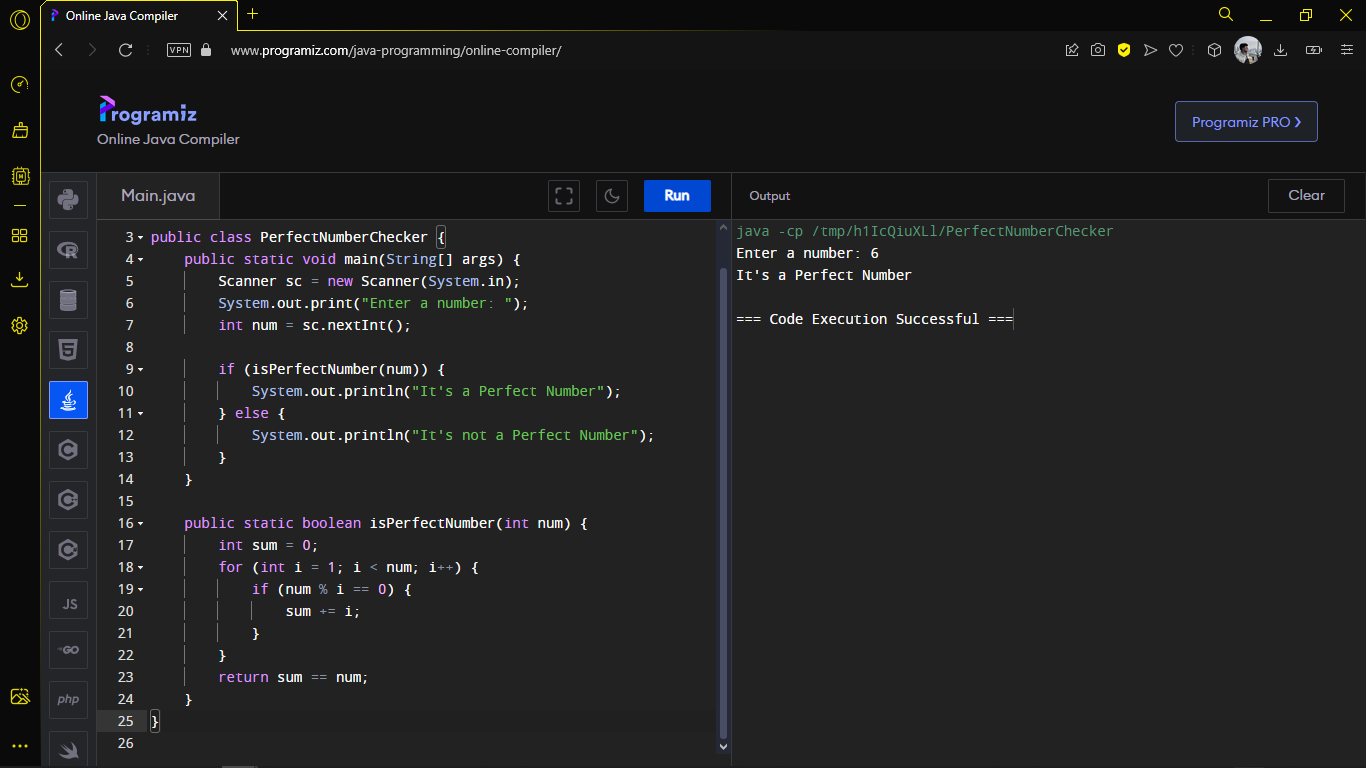 Online Java Compiler
VPN
www.programiz.com/java-programming/online-compiler/
Programiz
Online Java Compiler
Programiz PRO
Main.java
Run
Output
Clear
3 public class PerfectNumberChecker {
4     public static void main(String[] args) {
5         Scanner sc = new Scanner(System.in);
6         System.out.print("Enter a number: ");
7         int num = sc.nextInt();
8
9         if (isPerfectNumber(num)) {
10             System.out.println("It's a Perfect Number");
11         } else {
12             System.out.println("It's not a Perfect Number");
13         }
14     }
15
16     public static boolean isPerfectNumber(int num) {
17         int sum = 0;
18         for (int i = 1; i < num; i++) {
19             if (num % i == 0) {
20                 sum += i;
21             }
22         }
23         return sum == num;
24     }
25 }
26
JS
GO
php
java -cp /tmp/h1IcQiuXLl/PerfectNumberChecker
Enter a number: 6
It's a Perfect Number
=== Code Execution Successful ===